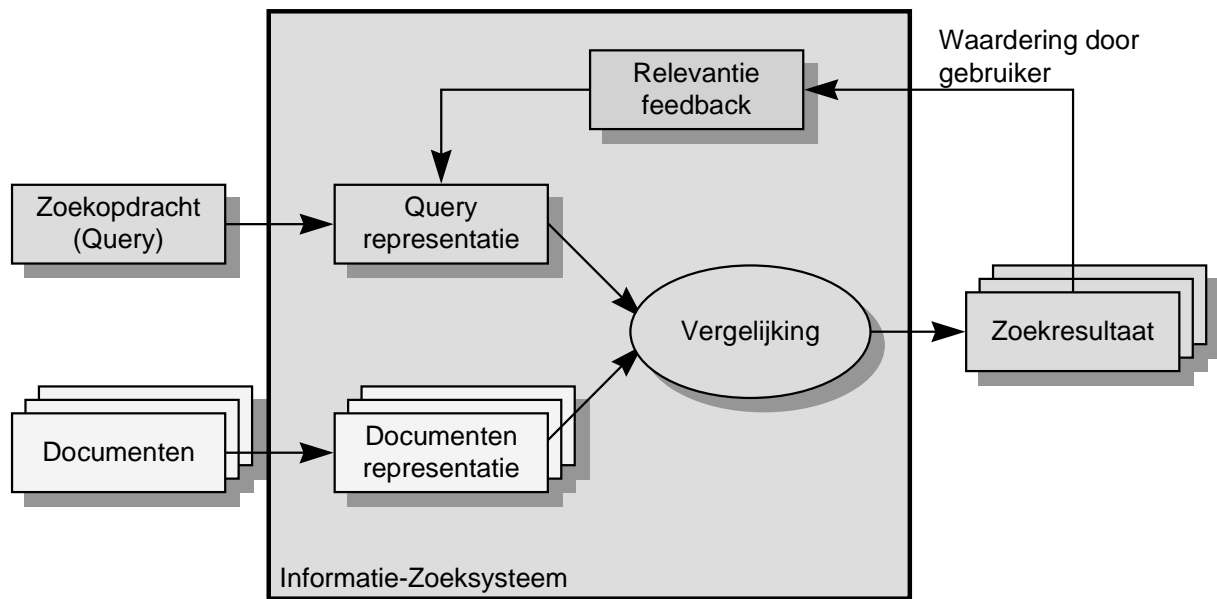 Waardering door
gebruiker
Relevantie
feedback
Zoekopdracht
(Query)
Query
representatie
Vergelijking
Zoekresultaat
Documenten
Documenten
representatie
Informatie-Zoeksysteem